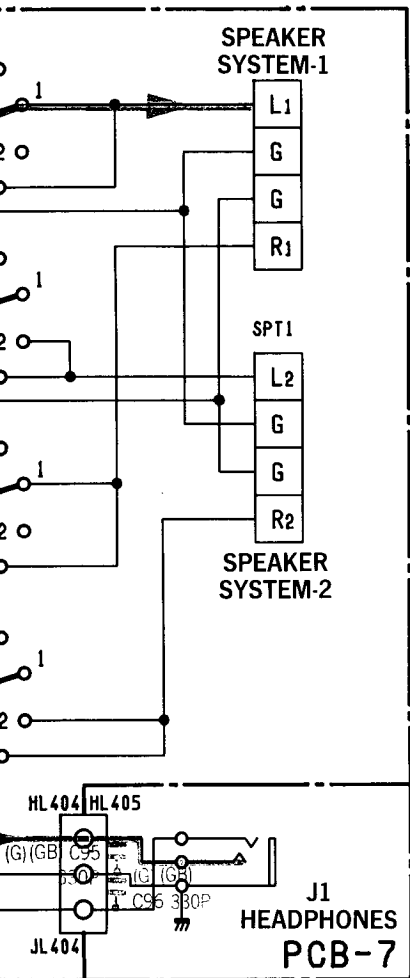 SPEAKER
SYSTEM-1
1
L1
G
2
G
R1
1
SPT1
2
L2
G
1
G
2
R2
SPEAKER
SYSTEM-2
1
2
HL404 HL405
(G) (GB) C95
330P (G) (GB)
C96 330P
J1
HEADPHONES
JL404
PCB-7